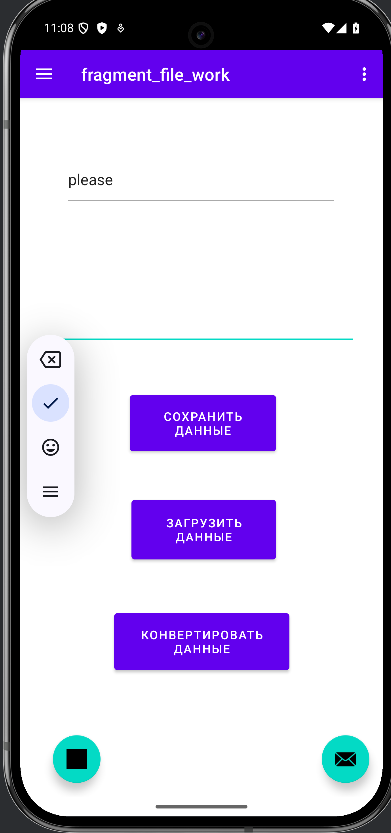 11:08
fragment_file_work
please
СОХРАНИТЬ
ДАННЫЕ
ЗАГРУЗИТЬ
ДАННЫЕ
КОНВЕРТИРОВАТЬ
ДАННЫЕ